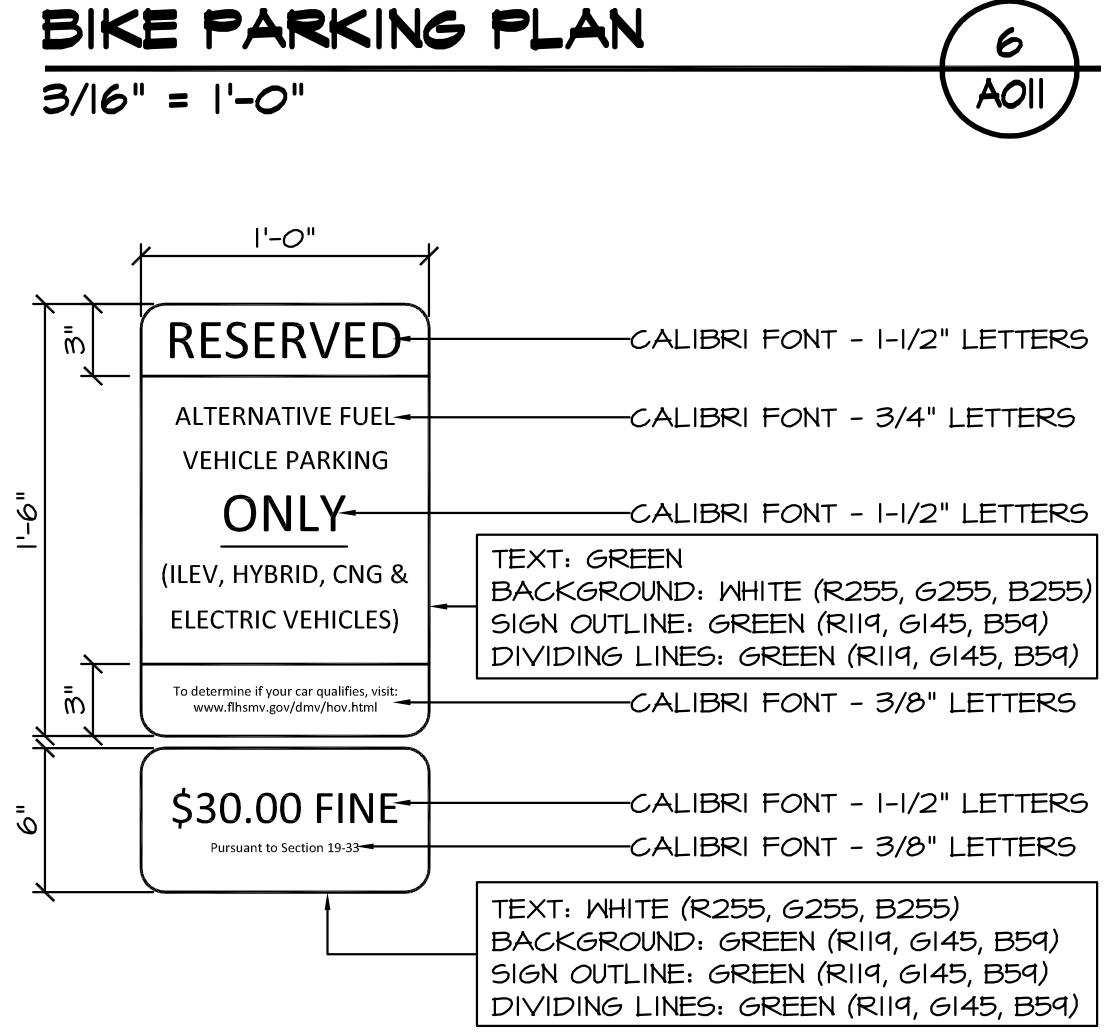 BIKE PARKING PLAN
3/16" = 1'-0"
6
A011
1'-0"
3"
1'-6"
3"
6"
RESERVED
CALIBRI FONT - 1-1/2" LETTERS
ALTERNATIVE FUEL
CALIBRI FONT - 3/4" LETTERS
VEHICLE PARKING
ONLY
CALIBRI FONT - 1-1/2" LETTERS
(ILEV, HYBRID, CNG &
ELECTRIC VEHICLES)
TEXT: GREEN
BACKGROUND: WHITE (R255, G255, B255)
SIGN OUTLINE: GREEN (R119, G145, B59)
DIVIDING LINES: GREEN (R119, G145, B59)
To determine if your car qualifies, visit:
www.flhsmv.gov/dmv/hov.html
CALIBRI FONT - 3/8" LETTERS
$30.00 FINE
CALIBRI FONT - 1-1/2" LETTERS
Pursuant to Section 19-33
CALIBRI FONT - 3/8" LETTERS
TEXT: WHITE (R255, G255, B255)
BACKGROUND: GREEN (R119, G145, B59)
SIGN OUTLINE: GREEN (R119, G145, B59)
DIVIDING LINES: GREEN (R119, G145, B59)